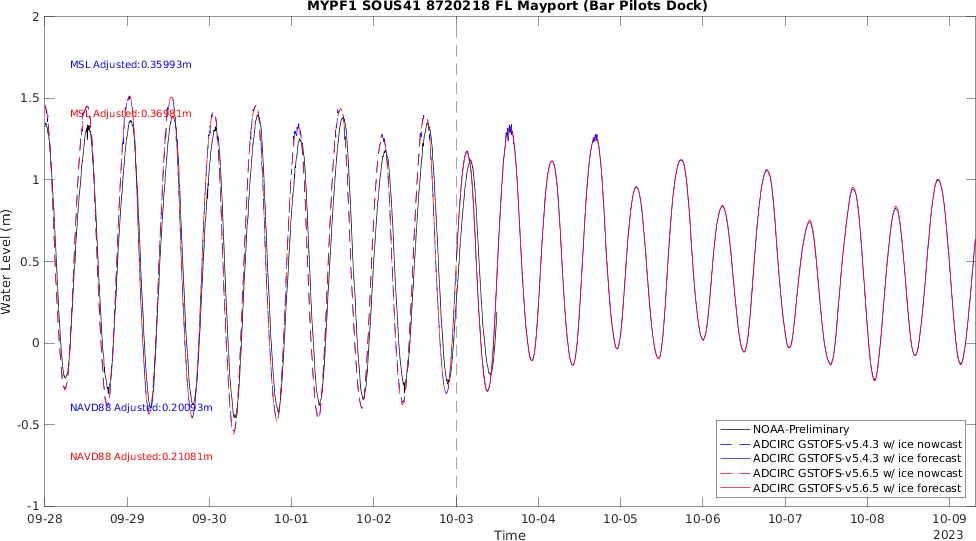 MYPF1 SOUS41 8720218 FL Mayport (Bar Pilots Dock)
2
1.5
1
0.5
0
-0.5
-1
Water Level (m)
MSL Adjusted:0.35993m
MSL Adjusted:0.36981m
NAVD88 Adjusted:0.20093m
NAVD88 Adjusted:0.21081m
NOAA-Preliminary
ADCIRC GSTOFS-v5.4.3 w/ ice nowcast
ADCIRC GSTOFS-v5.4.3 w/ ice forecast
ADCIRC GSTOFS-v5.6.5 w/ ice nowcast
ADCIRC GSTOFS-v5.6.5 w/ ice forecast
09-28 09-29 09-30 10-01 10-02 10-03 10-04 10-05 10-06 10-07 10-08 10-09
Time
2023